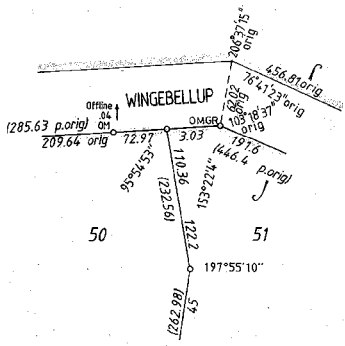 206°37'15"
orig
456.81 orig
76°41'23" orig
WINGEBELLUP
62.02
orig
103°18'37"
orig
Offline
.04
OM
OMGR
(285.63 p.orig)
209.64 orig
72.97
3.03
191.6
(446.4 p.orig)
95°54'53"
110.36
(232.56)
153°22'4"
122.2
50
51
197°55'10"
(262.98)
45